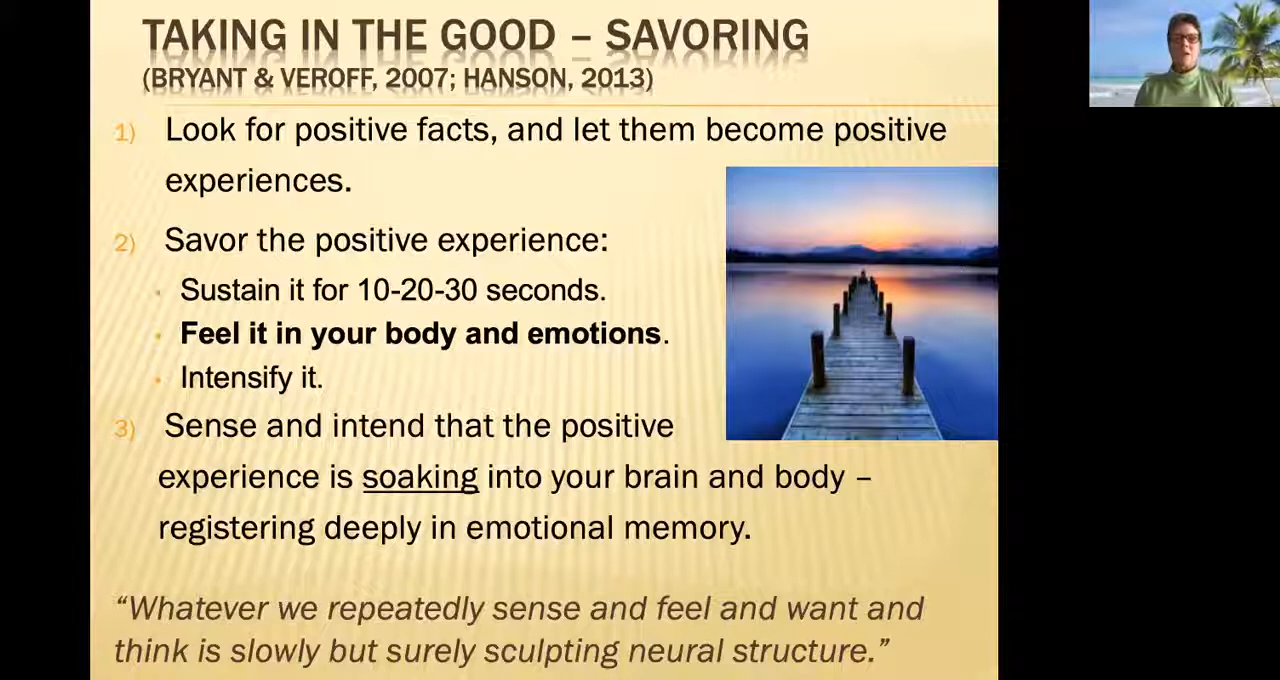 TAKING IN THE GOOD – SAVORING
(BRYANT & VEROFF, 2007; HANSON, 2013)
1) Look for positive facts, and let them become positive
experiences.
2) Savor the positive experience:
· Sustain it for 10-20-30 seconds.
· Feel it in your body and emotions.
· Intensify it.
3) Sense and intend that the positive
experience is soaking into your brain and body –
registering deeply in emotional memory.
“Whatever we repeatedly sense and feel and want and
think is slowly but surely sculpting neural structure.”